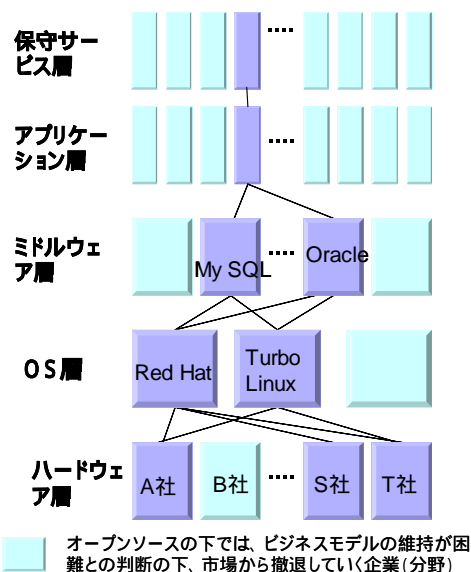 保守サー
ビス層
....
アプリケー
ション層
....
ミドルウェ
ア層
My SQL
....
Oracle
OS層
Red Hat
Turbo
Linux
ハードウェ
ア層
A社
B社
....
S社
T社
オープンソースの下では、ビジネスモデルの維持が困
難との判断の下、市場から撤退していく企業(分野)